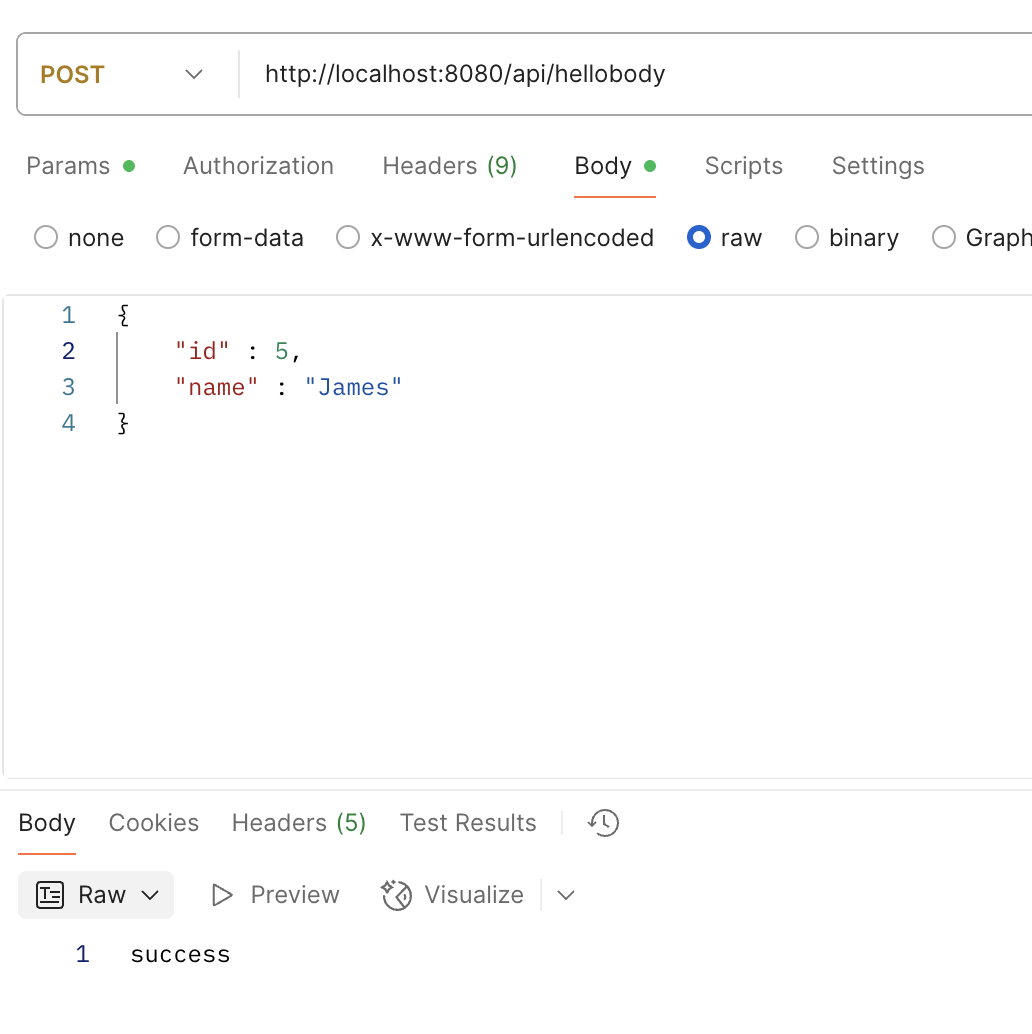 POST http://localhost:8080/api/hellobody
Params Authorization Headers (9) Body Scripts Settings
none form-data x-www-form-urlencoded raw binary Graph
1 {
2 "id" : 5,
3 "name" : "James"
4 }
Body Cookies Headers (5) Test Results
Raw Preview Visualize
1 success